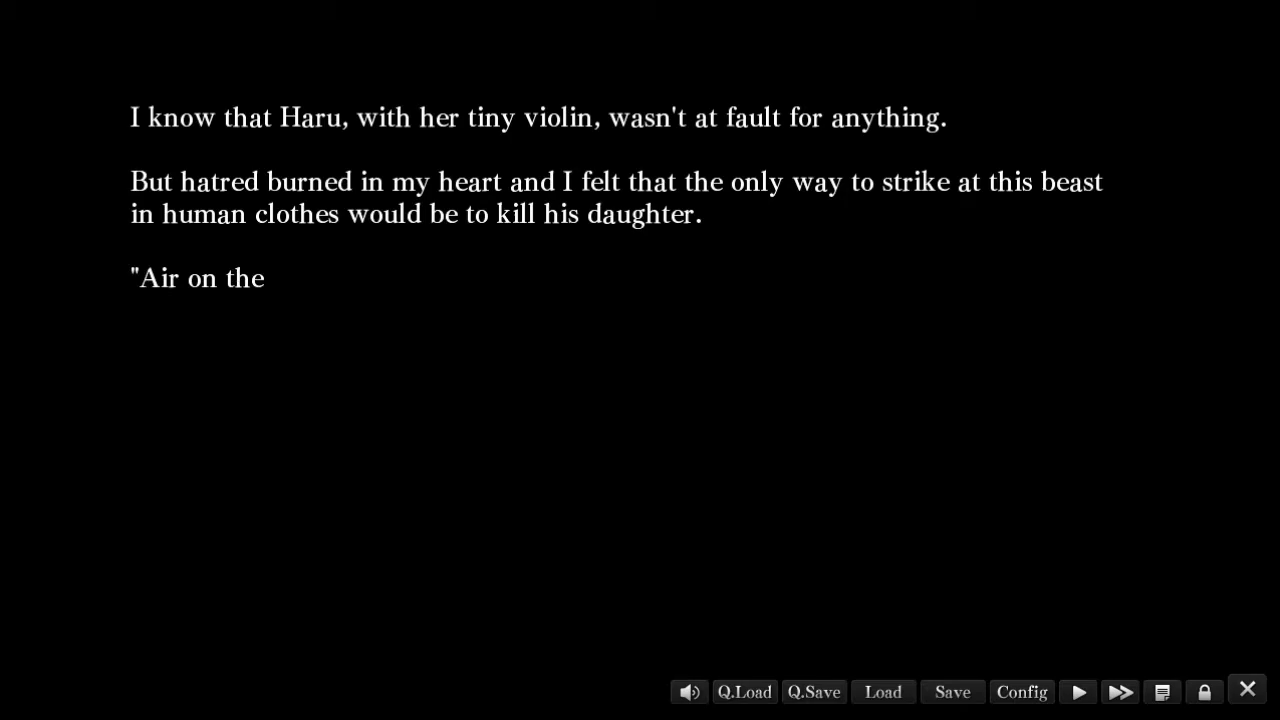 I know that Haru, with her tiny violin, wasn't at fault for anything.
But hatred burned in my heart and I felt that the only way to strike at this beast
in human clothes would be to kill his daughter.
"Air on the
Q.Load Q.Save Load Save Config